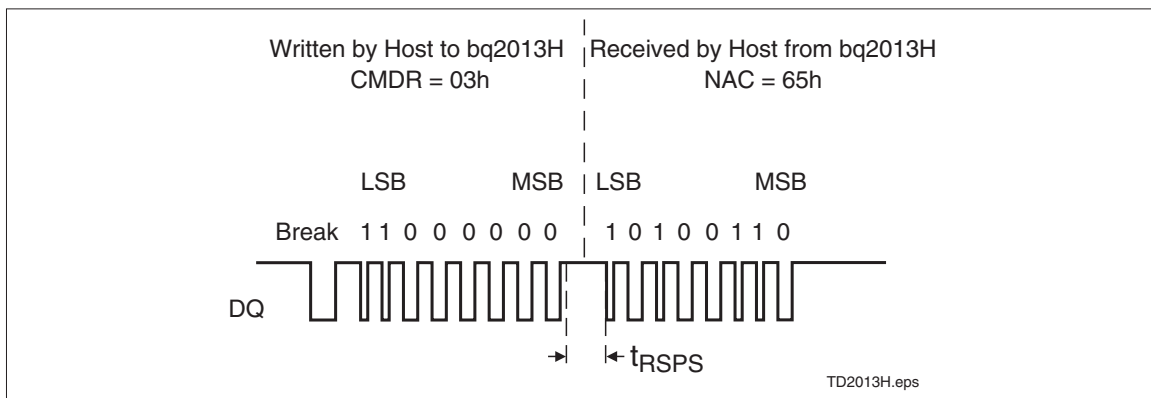 Written by Host to bq2013H
CMDR = 03h
Received by Host from bq2013H
NAC = 65h
LSB MSB LSB MSB
Break 1 1 0 0 0 0 0 0 1 0 1 0 0 1 1 0
DQ
tRSPS
TD2013H.eps